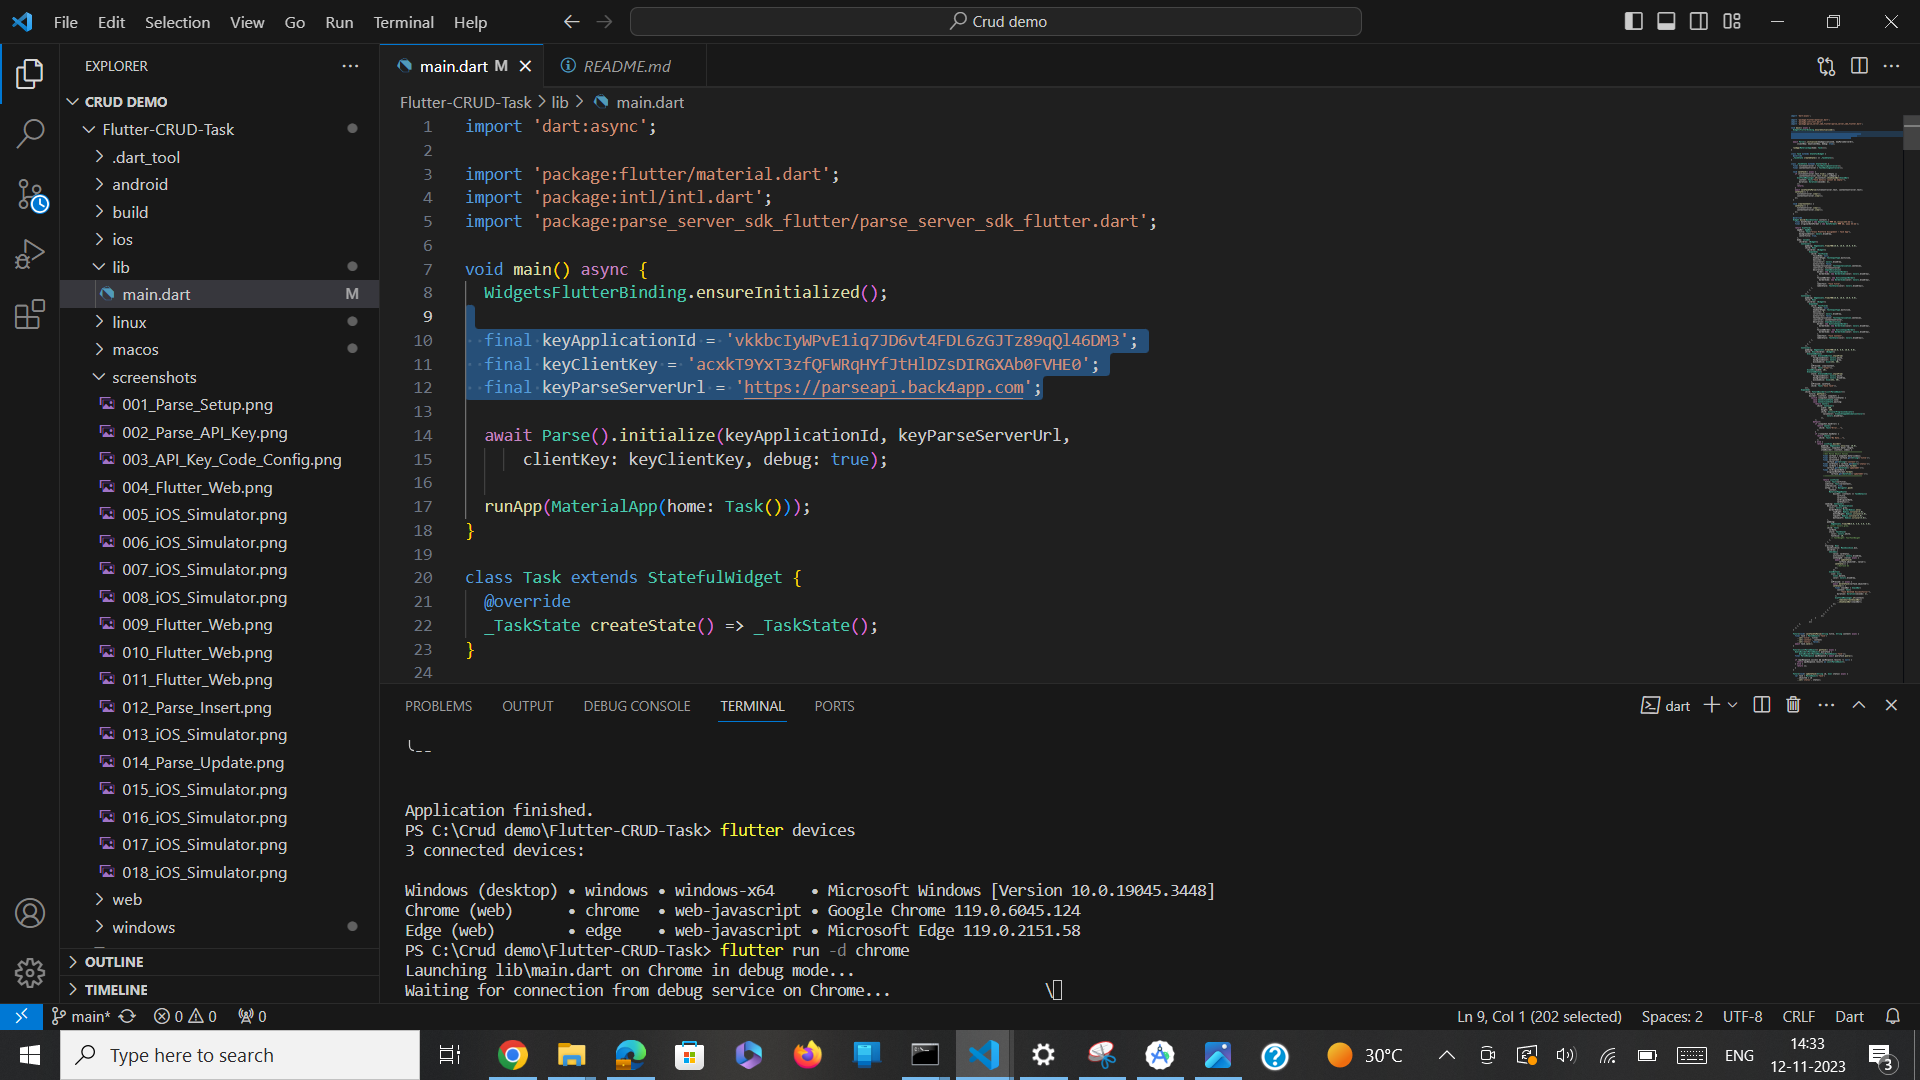 File Edit Selection View Go Run Terminal Help
Crud demo
EXPLORER
CRUD DEMO
Flutter-CRUD-Task
.dart_tool
android
build
ios
lib
main.dart M
linux
macos
screenshots
001_Parse_Setup.png
002_Parse_API_Key.png
003_API_Key_Code_Config.png
004_Flutter_Web.png
005_iOS_Simulator.png
006_iOS_Simulator.png
007_iOS_Simulator.png
008_iOS_Simulator.png
009_Flutter_Web.png
010_Flutter_Web.png
011_Flutter_Web.png
012_Parse_Insert.png
013_iOS_Simulator.png
014_Parse_Update.png
015_iOS_Simulator.png
016_iOS_Simulator.png
017_iOS_Simulator.png
018_iOS_Simulator.png
web
windows
OUTLINE
TIMELINE
main.dart M
README.md
Flutter-CRUD-Task > lib > main.dart
1 import 'dart:async';
2
3 import 'package:flutter/material.dart';
4 import 'package:intl/intl.dart';
5 import 'package:parse_server_sdk_flutter/parse_server_sdk_flutter.dart';
6
7 void main() async {
8 WidgetsFlutterBinding.ensureInitialized();
9
10 final keyApplicationId = 'vkkbcIyWPvE1iq7JD6vt4FDL6zGJTz89qQl46DM3';
11 final keyClientKey = 'acxkT9YxT3zfQFWRqHYfJtHlDZsDIRGXAb0FVHE0';
12 final keyParseServerUrl = 'https://parseapi.back4app.com';
13
14 await Parse().initialize(keyApplicationId, keyParseServerUrl,
15 clientKey: keyClientKey, debug: true);
16
17 runApp(MaterialApp(home: Task()));
18 }
19
20 class Task extends StatefulWidget {
21 @override
22 _TaskState createState() => _TaskState();
23 }
24
PROBLEMS OUTPUT DEBUG CONSOLE TERMINAL PORTS
dart
Application finished.
PS C:\Crud demo\Flutter-CRUD-Task> flutter devices
3 connected devices:
Windows (desktop) • windows • windows-x64 • Microsoft Windows [Version 10.0.19045.3448]
Chrome (web) • chrome • web-javascript • Google Chrome 119.0.6045.124
Edge (web) • edge • web-javascript • Microsoft Edge 119.0.2151.58
PS C:\Crud demo\Flutter-CRUD-Task> flutter run -d chrome
Launching lib\main.dart on Chrome in debug mode...
Waiting for connection from debug service on Chrome... \
main* 0 0 0
Ln 9, Col 1 (202 selected) Spaces: 2 UTF-8 CRLF Dart
Type here to search
30°C
ENG
14:33
12-11-2023
3